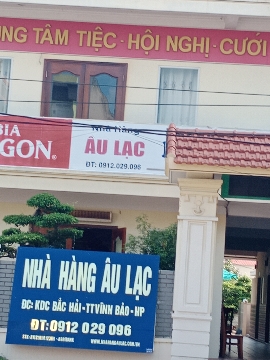 UNG TÂM TIỆC · HỘI NGHỊ · CƯỚI
BIA
GON®
Nhà Hàng
ÂU LẠC
ĐT: 0912.029.096
NHÀ HÀNG ÂU LẠC
ĐC: KDC BẮC HẢI-TTVĨNH BẢO-HP
ĐT:0912 029 096